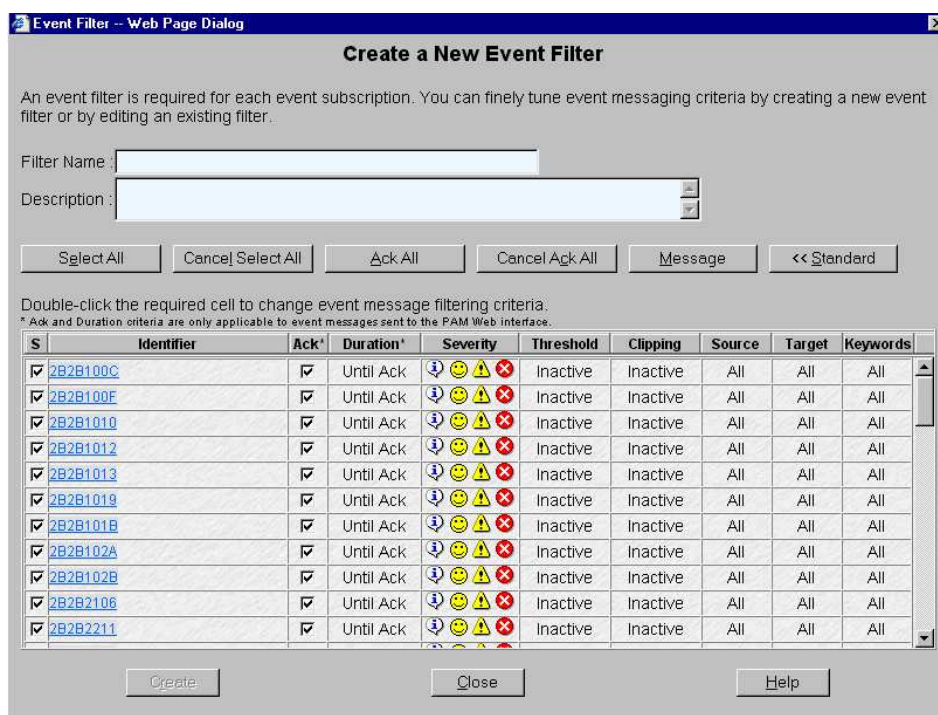 Event Filter -- Web Page Dialog
Create a New Event Filter
An event filter is required for each event subscription. You can finely tune event messaging criteria by creating a new event
filter or by editing an existing filter.
Filter Name :
Description :
Select All Cancel Select All Ack All Cancel Ack All Message << Standard
Double-click the required cell to change event message filtering criteria.
* Ack and Duration criteria are only applicable to event messages sent to the PAM Web interface.
S Identifier Ack* Duration* Severity Threshold Clipping Source Target Keywords
2B2B100C Until Ack Inactive Inactive All All All
2B2B100F Until Ack Inactive Inactive All All All
2B2B1010 Until Ack Inactive Inactive All All All
2B2B1012 Until Ack Inactive Inactive All All All
2B2B1013 Until Ack Inactive Inactive All All All
2B2B1019 Until Ack Inactive Inactive All All All
2B2B101B Until Ack Inactive Inactive All All All
2B2B102A Until Ack Inactive Inactive All All All
2B2B102B Until Ack Inactive Inactive All All All
2B2B2106 Until Ack Inactive Inactive All All All
2B2B2211 Until Ack Inactive Inactive All All All
Create Close Help